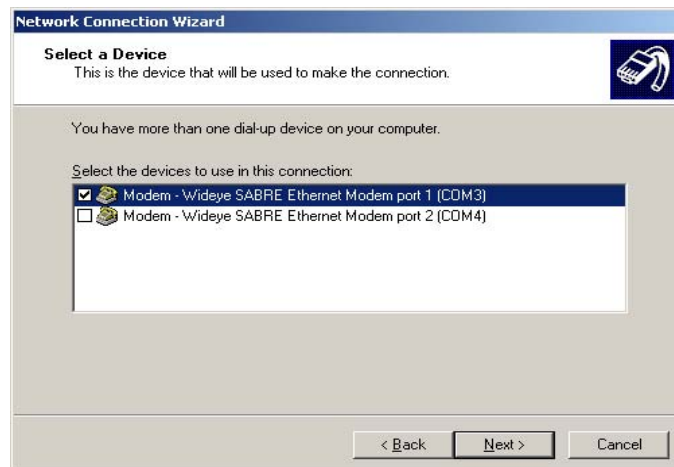 Network Connection Wizard
Select a Device
This is the device that will be used to make the connection.
You have more than one dial-up device on your computer.
Select the devices to use in this connection:
Modem - Wideye SABRE Ethernet Modem port 1 (COM3)
Modem - Wideye SABRE Ethernet Modem port 2 (COM4)
< Back Next > Cancel